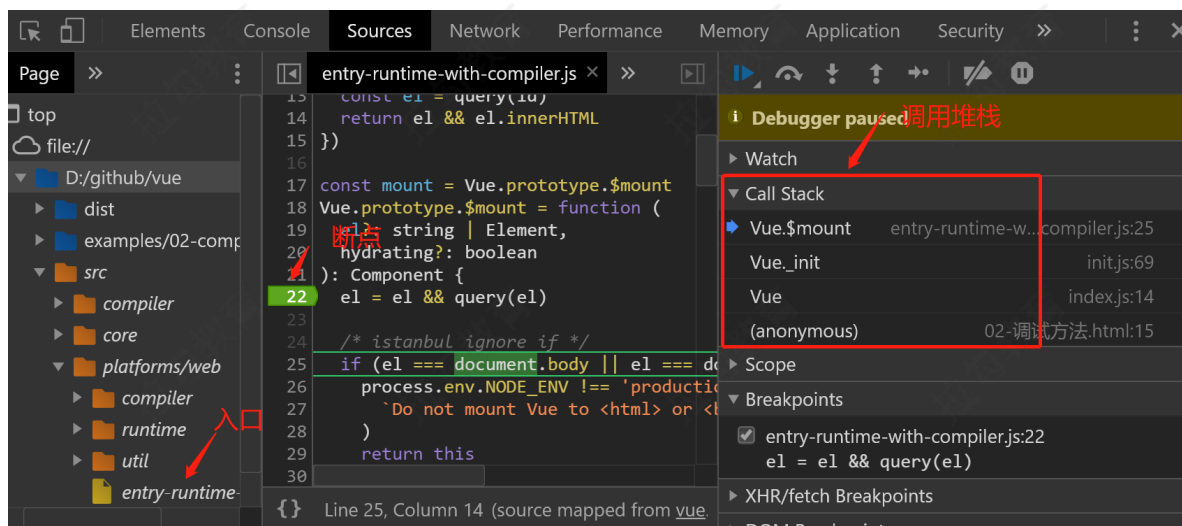 Elements Console Sources Network Performance Memory Application Security »
Page »
top
file://
D:/github/vue
dist
examples/02-comp
src
compiler
core
platforms/web
compiler
runtime
util
entry-runtime-
入口
entry-runtime-with-compiler.js × »
13 const el = query(id)
14 return el && el.innerHTML
15 })
16
17 const mount = Vue.prototype.$mount
18 Vue.prototype.$mount = function (
19 el?: string | Element,
20 hydrating?: boolean
21 ): Component {
22 el = el && query(el)
23
24 /* istanbul ignore if */
25 if (el === document.body || el === do
26 process.env.NODE_ENV !== 'productio
27 `Do not mount Vue to <html> or <b
28 )
29 return this
30
断点
{} Line 25, Column 14 (source mapped from vue.
Debugger paused
调用堆栈
Watch
Call Stack
Vue.$mount entry-runtime-w...compiler.js:25
Vue._init init.js:69
Vue index.js:14
(anonymous) 02-调试方法.html:15
Scope
Breakpoints
entry-runtime-with-compiler.js:22
el = el && query(el)
XHR/fetch Breakpoints
DOM Breakpoints